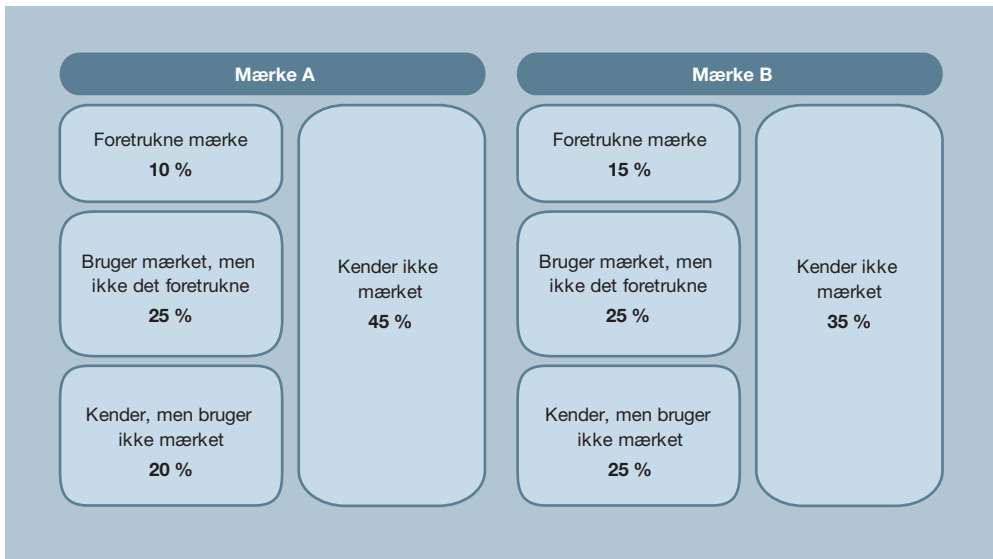 Mærke A
Foretrukne mærke
10 %
Bruger mærket, men
ikke det foretrukne
25 %
Kender, men bruger
ikke mærket
20 %
Kender ikke
mærket
45 %
Mærke B
Foretrukne mærke
15 %
Bruger mærket, men
ikke det foretrukne
25 %
Kender, men bruger
ikke mærket
25 %
Kender ikke
mærket
35 %